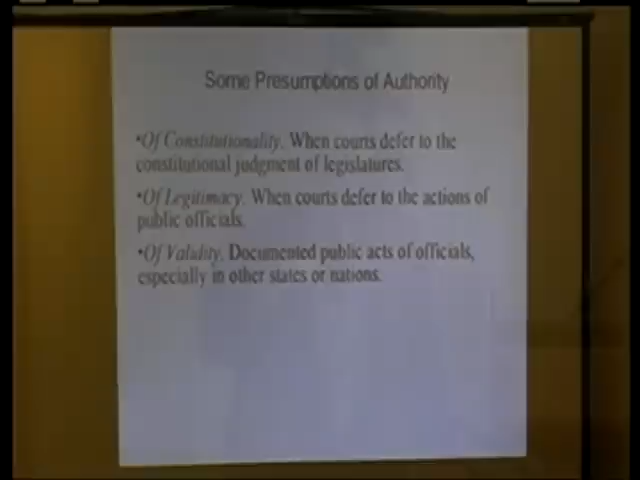 Some Presumptions of Authority
•Of Constitutionality. When courts defer to the
constitutional judgment of legislatures.
•Of Legitimacy. When courts defer to the actions of
public officials.
•Of Validity. Documented public acts of officials,
especially in other states or nations.